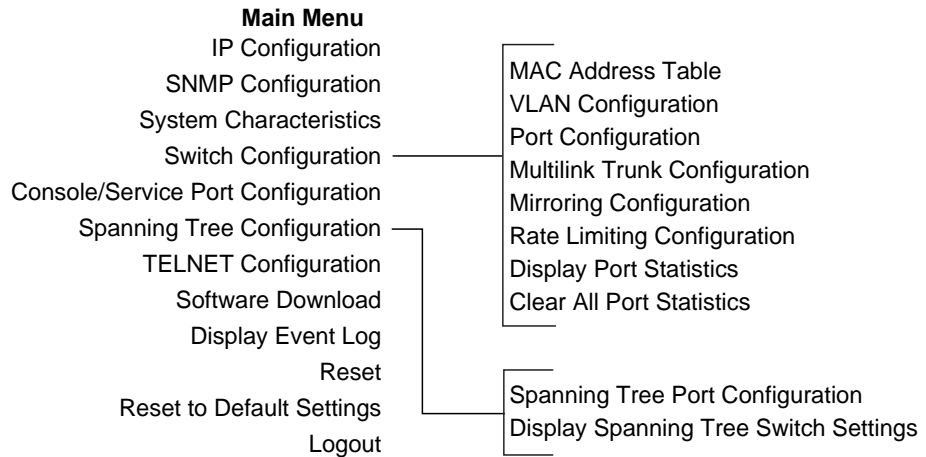 Main Menu
IP Configuration
SNMP Configuration
System Characteristics
Switch Configuration
Console/Service Port Configuration
Spanning Tree Configuration
TELNET Configuration
Software Download
Display Event Log
Reset
Reset to Default Settings
Logout
MAC Address Table
VLAN Configuration
Port Configuration
Multilink Trunk Configuration
Mirroring Configuration
Rate Limiting Configuration
Display Port Statistics
Clear All Port Statistics
Spanning Tree Port Configuration
Display Spanning Tree Switch Settings